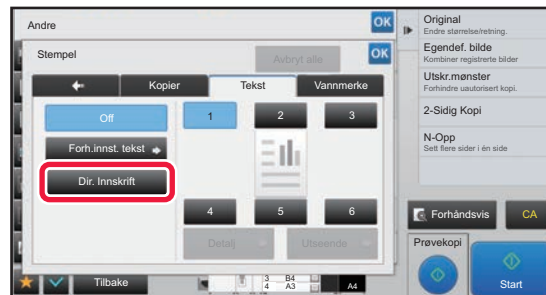 Andre
OK
Stempel
Avbryt alle
OK
Kopier
Tekst
Vannmerke
Off
1
2
3
Forh.innst. tekst
Dir. Innskrift
4
5
6
Detalj
Utseende
Tilbake
3 B4
4 A3
A4
Original
Endre størrelse/retning.
Egendef. bilde
Kombiner registrerte bilder
Utskr.mønster
Forhindre uautorisert kopi.
2-Sidig Kopi
N-Opp
Sett flere sider i én side
Forhåndsvis
CA
Prøvekopi
Start